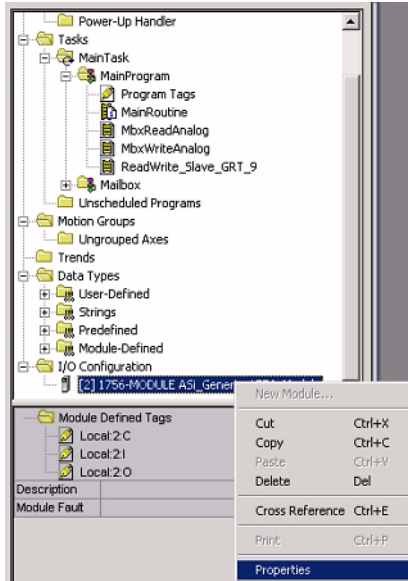 Power-Up Handler
Tasks
MainTask
MainProgram
Program Tags
MainRoutine
MbxReadAnalog
MbxWriteAnalog
ReadWrite_Slave_GRT_9
Mailbox
Unscheduled Programs
Motion Groups
Ungrouped Axes
Trends
Data Types
User-Defined
Strings
Predefined
Module-Defined
I/O Configuration
[2] 1756-MODULE ASi_Gener
New Module...
Cut Ctrl+X
Copy Ctrl+C
Paste Ctrl+V
Delete Del
Cross Reference Ctrl+E
Print Ctrl+P
Properties
Module Defined Tags
Local:2:C
Local:2:I
Local:2:O
Description
Module Fault